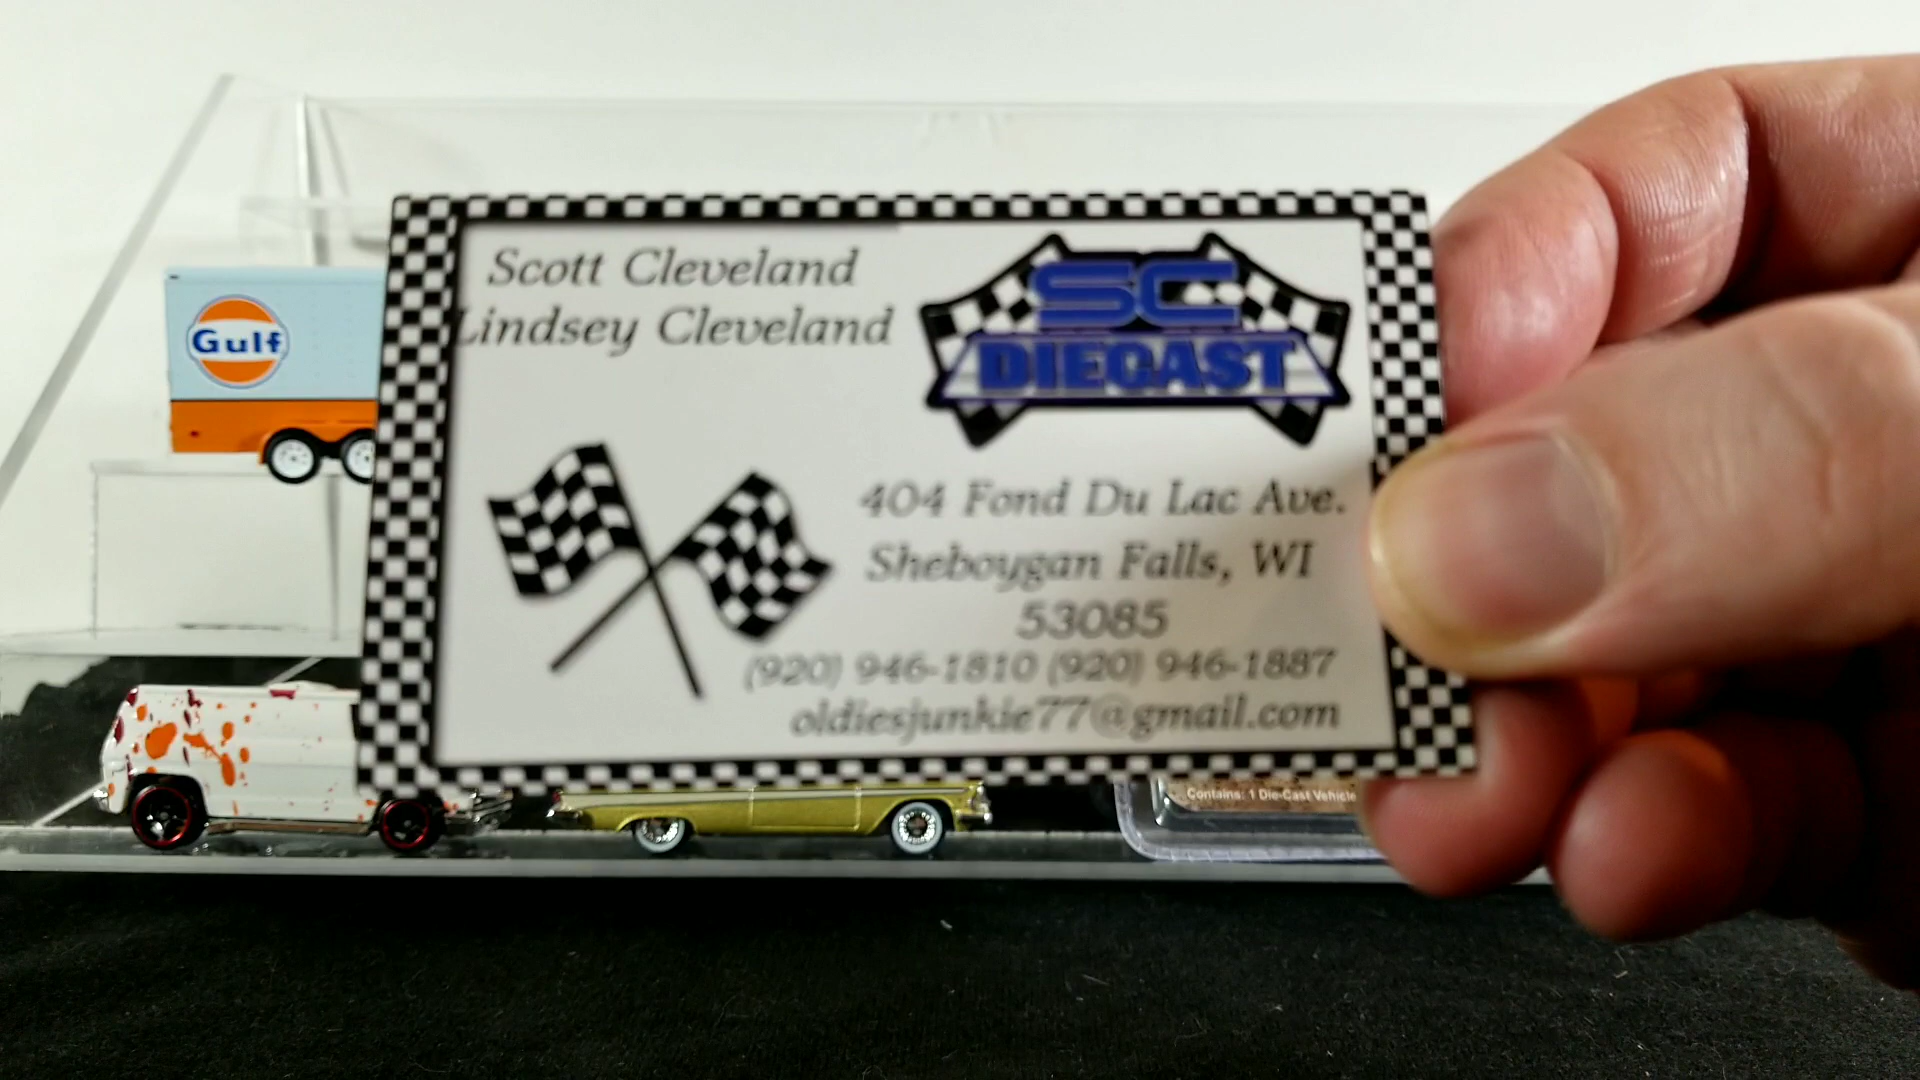 Scott Cleveland
Lindsey Cleveland
SC
DIECAST
404 Fond Du Lac Ave.
Sheboygan Falls, WI
53085
(920) 946-1810 (920) 946-1887
oldiesjunkie77@gmail.com
Gulf
Contains: 1 Die-Cast Vehicle